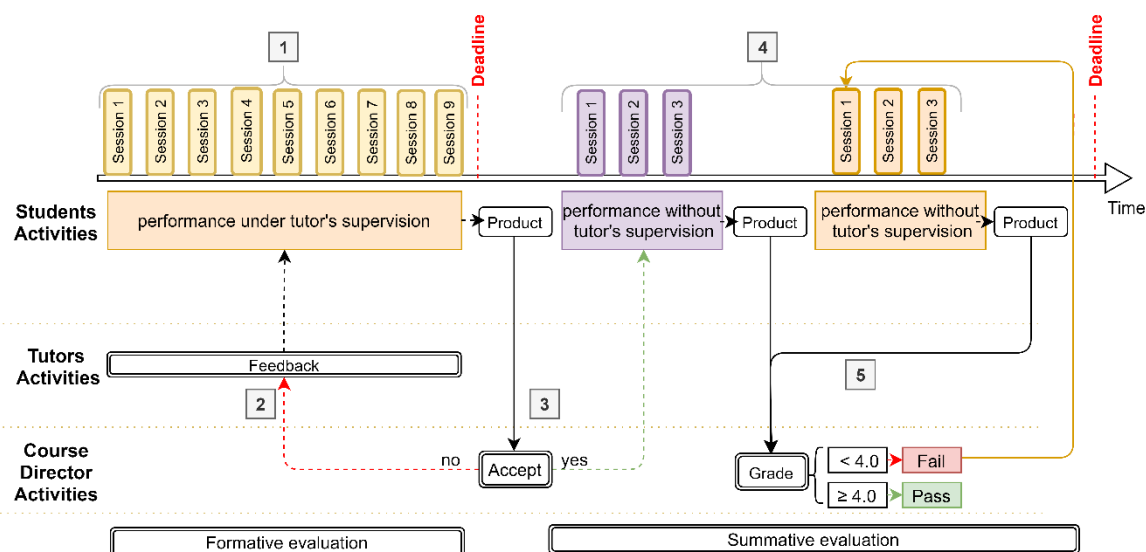 1
4
Deadline
Deadline
Session 1
Session 2
Session 3
Session 4
Session 5
Session 6
Session 7
Session 8
Session 9
Session 1
Session 2
Session 3
Session 1
Session 2
Session 3
Time
Students
Activities
performance under tutor's supervision
Product
performance without
tutor's supervision
Product
performance without
tutor's supervision
Product
Tutors
Activities
Feedback
2
3
5
Course
Director
Activities
no
Accept
yes
Grade
< 4.0
Fail
≥ 4.0
Pass
Formative evaluation
Summative evaluation